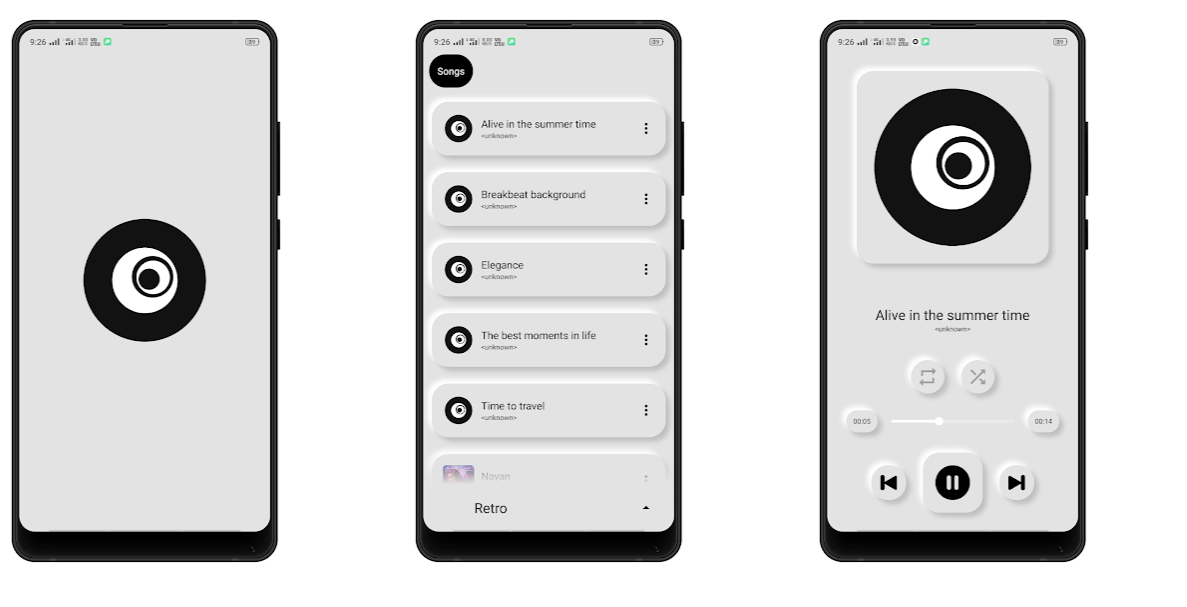 9:26
9:26
Songs
Alive in the summer time
<unknown>
Breakbeat background
<unknown>
Elegance
<unknown>
The best moments in life
<unknown>
Time to travel
<unknown>
Nayan
Retro
9:26
Alive in the summer time
<unknown>
00:05
00:14